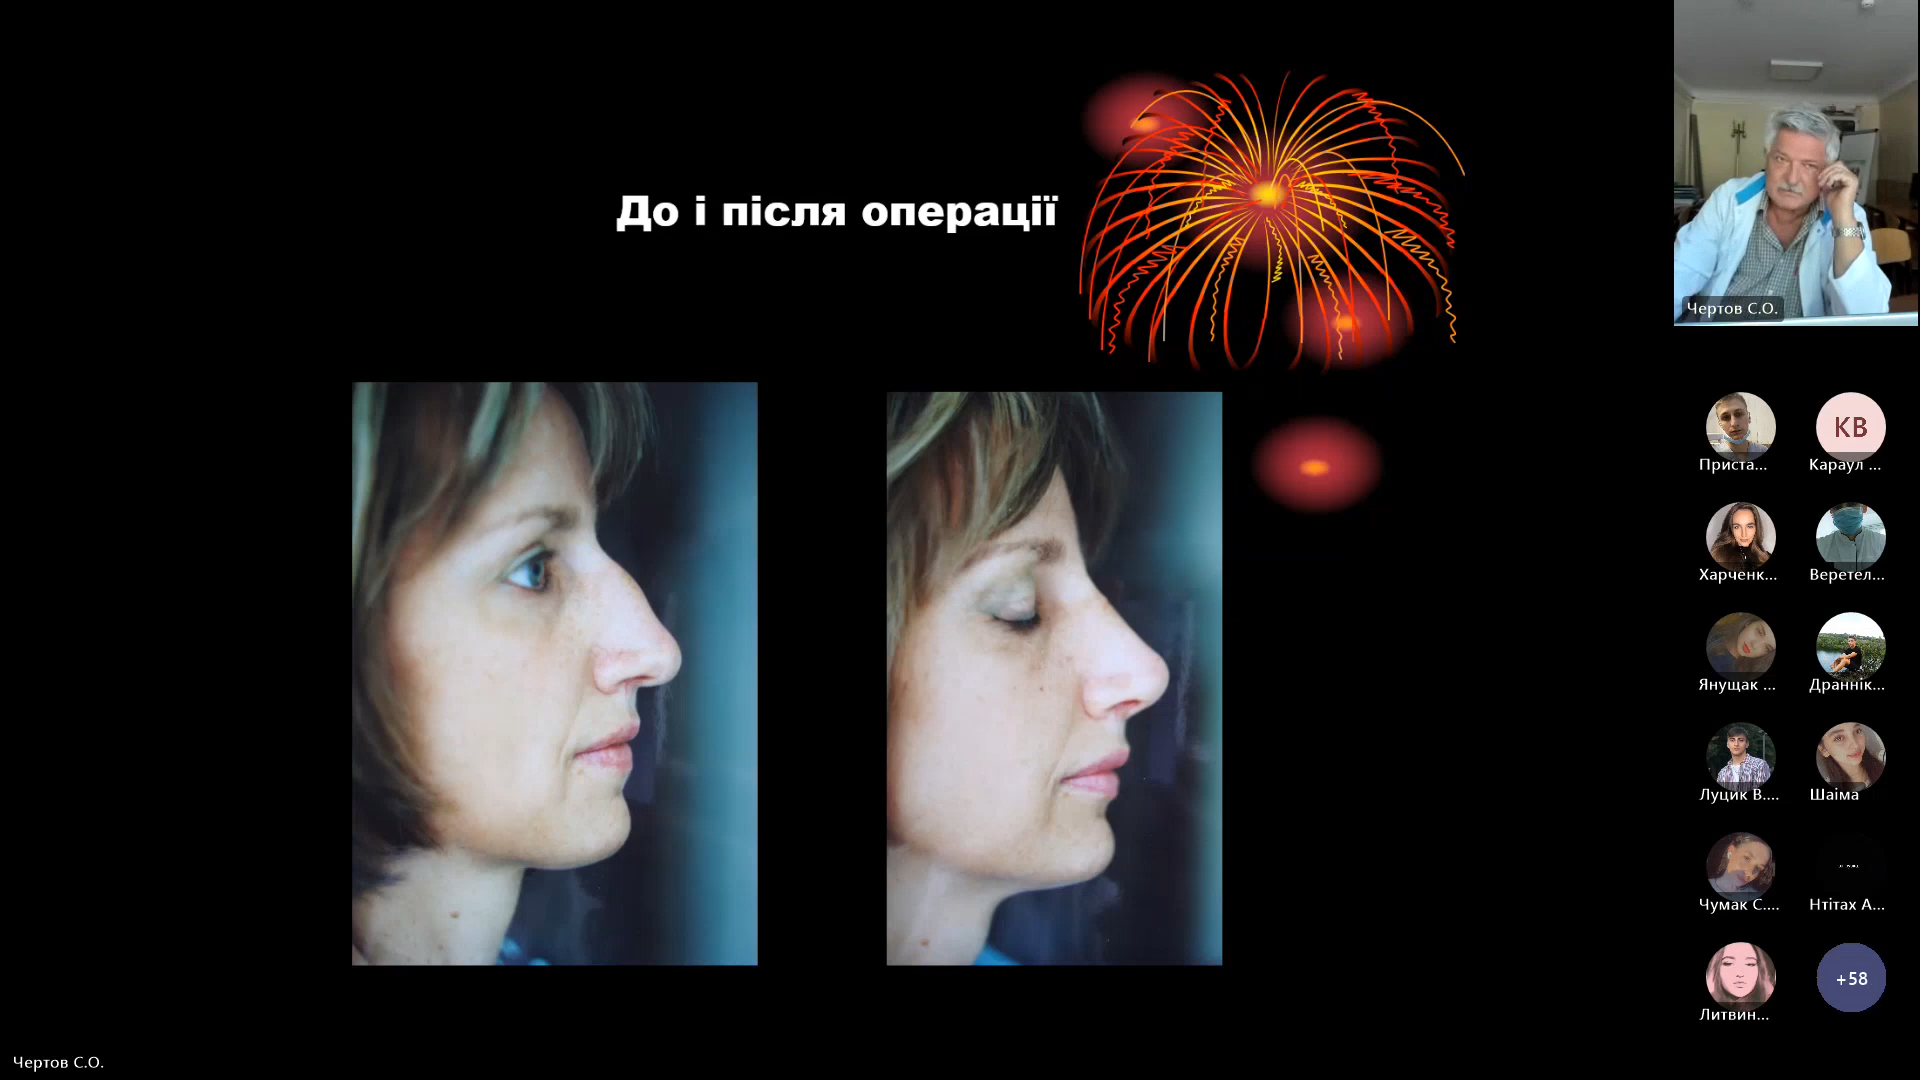 До і після операції
Чертов С.О.
Приста...
КВ
Караул ...
Харченк...
Веретел...
Янущак ...
Драннік...
Луцик В....
Шаіма
Чумак С....
Нтітах А...
Литвин...
+58
Чертов С.О.